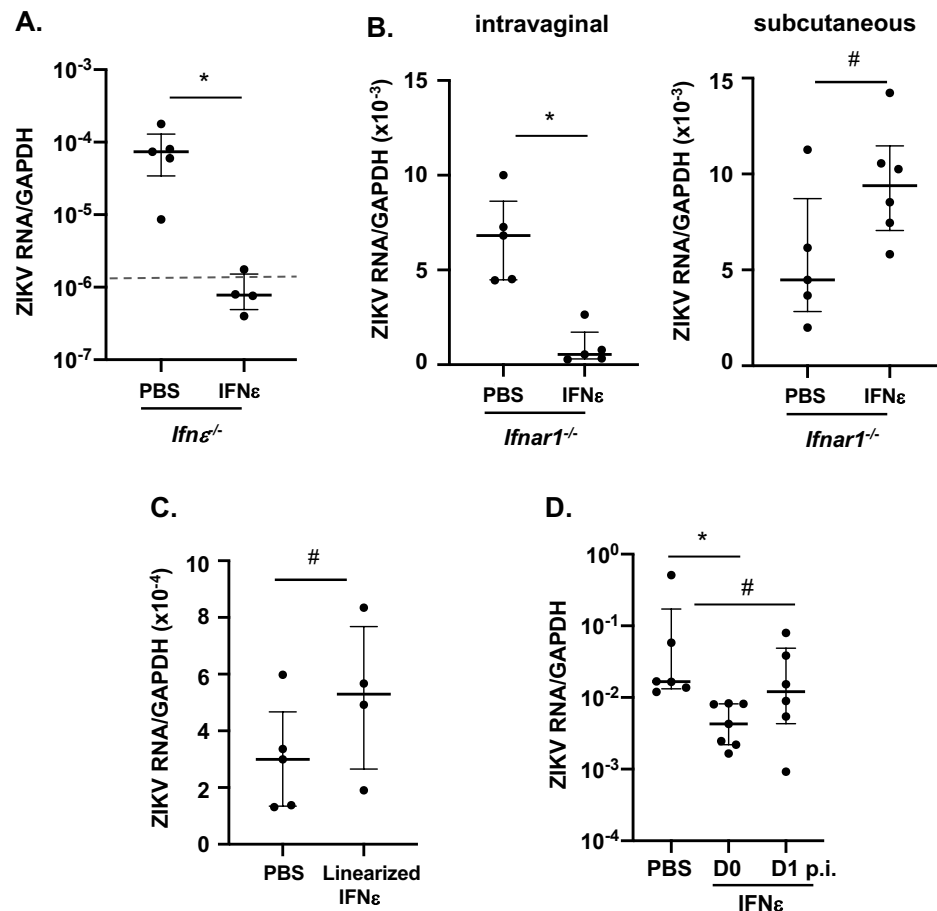 A.
ZIKV RNA/GAPDH
10⁻³
10⁻⁴
10⁻⁵
10⁻⁶
10⁻⁷
*
PBS IFNε
Ifnε⁻/⁻
B.
intravaginal
ZIKV RNA/GAPDH (x10⁻³)
15
10
5
0
*
PBS IFNε
Ifnar1⁻/⁻
subcutaneous
ZIKV RNA/GAPDH (x10⁻³)
15
10
5
0
#
PBS IFNε
Ifnar1⁻/⁻
C.
ZIKV RNA/GAPDH (x10⁻⁴)
10
8
6
4
2
0
#
PBS Linearized
IFNε
D.
ZIKV RNA/GAPDH
10⁰
10⁻¹
10⁻²
10⁻³
10⁻⁴
*
#
PBS D0 D1 p.i.
IFNε